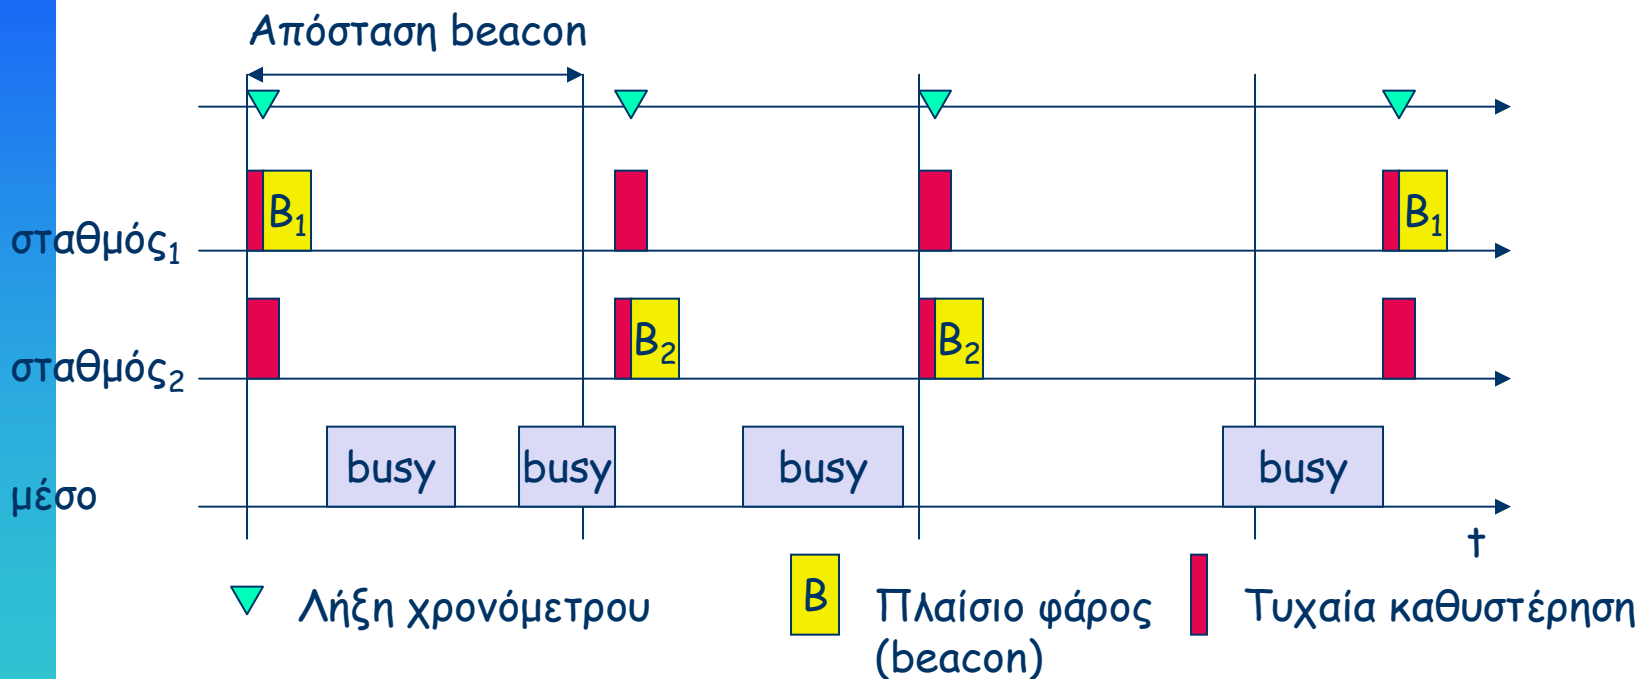 Απόσταση beacon
B1 B1
σταθμός1
B2 B2
σταθμός2
busy busy busy busy
μέσο
t
Λήξη χρονόμετρου B Πλαίσιο φάρος Τυχαία καθυστέρηση
(beacon)